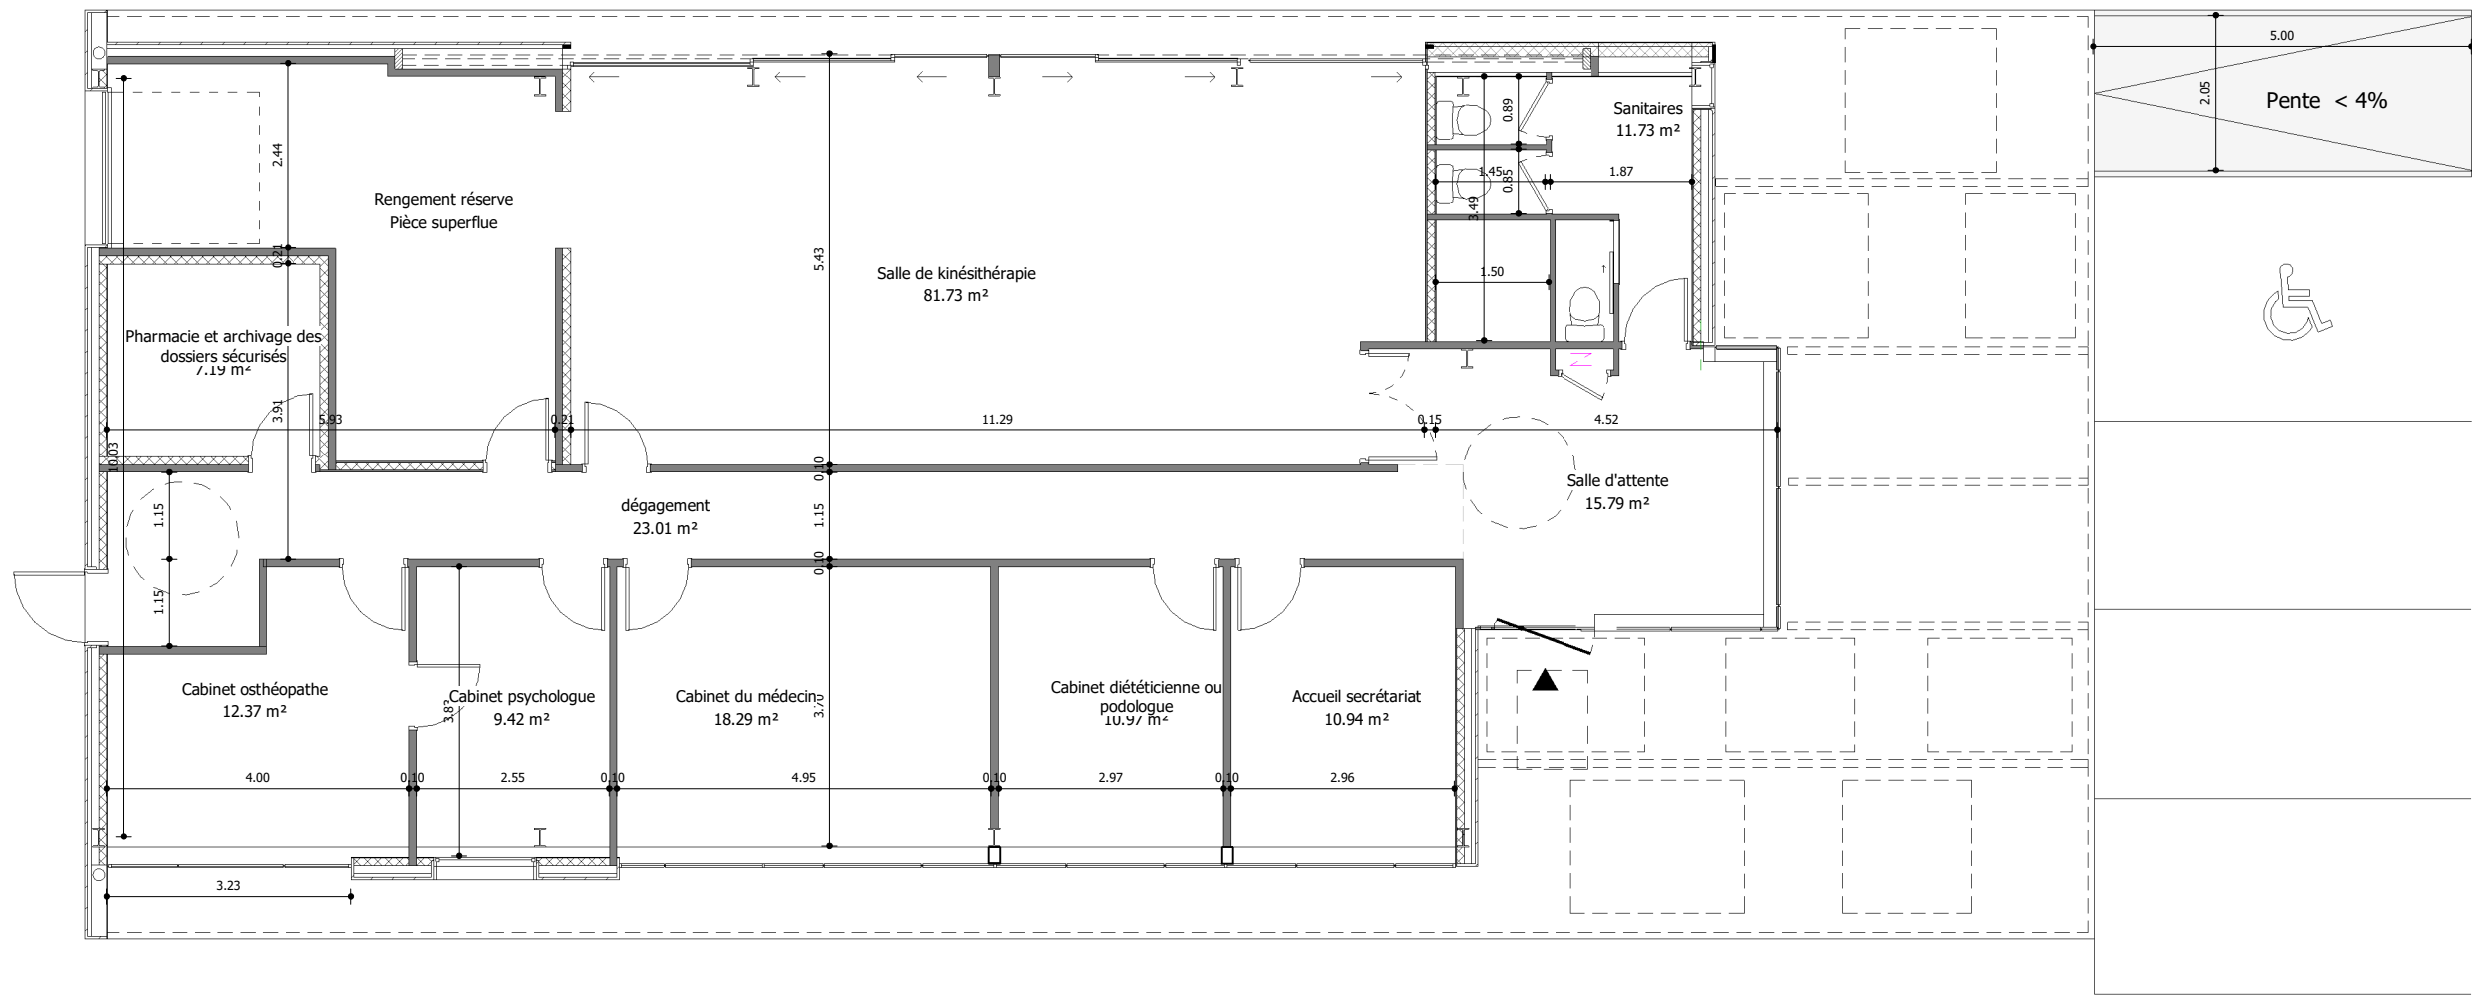 5.00
2.05
Pente < 4%
0.89
Sanitaires
11.73 m²
2.44
1.45
0.85
1.87
Rengement réserve
Pièce superflue
3.49
0.21
5.43
Salle de kinésithérapie
81.73 m²
1.50
Pharmacie et archivage des
dossiers sécurisés
7.19 m²
3.91
5.93
0.21
11.29
0.15
4.52
10.03
0.10
Salle d'attente
15.79 m²
dégagement
23.01 m²
1.15
1.15
0.10
1.15
Cabinet osthéopathe
12.37 m²
Cabinet psychologue
9.42 m²
3.82
Cabinet du médecin
18.29 m²
3.70
Cabinet diététicienne ou
podologue
10.97 m²
Accueil secrétariat
10.94 m²
4.00
0.10
2.55
0.10
4.95
0.10
2.97
0.10
2.96
3.23